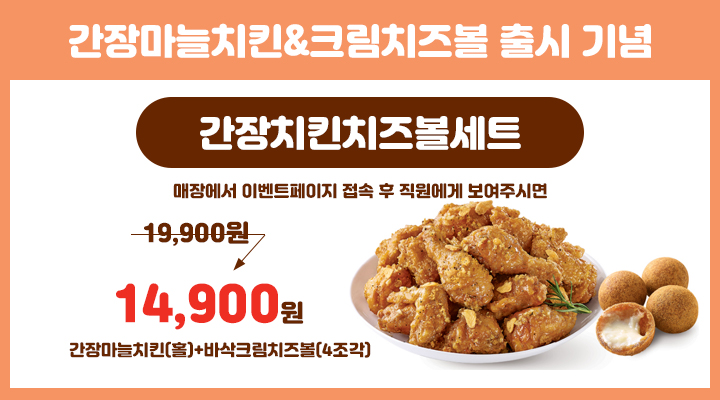 간장마늘치킨&크림치즈볼 출시 기념
간장치킨치즈볼세트
매장에서 이벤트페이지 접속 후 직원에게 보여주시면
19,900원
14,900원
간장마늘치킨(홀)+바삭크림치즈볼(4조각)